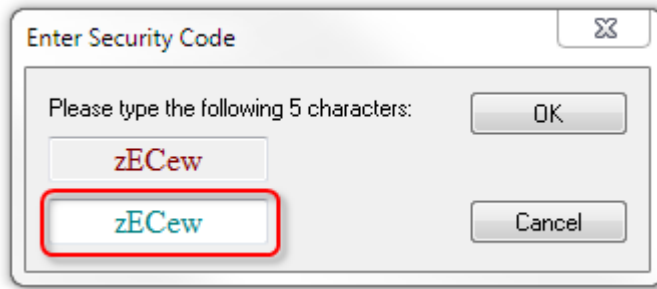 Enter Security Code
Please type the following 5 characters:
OK
zECew
zECew
Cancel